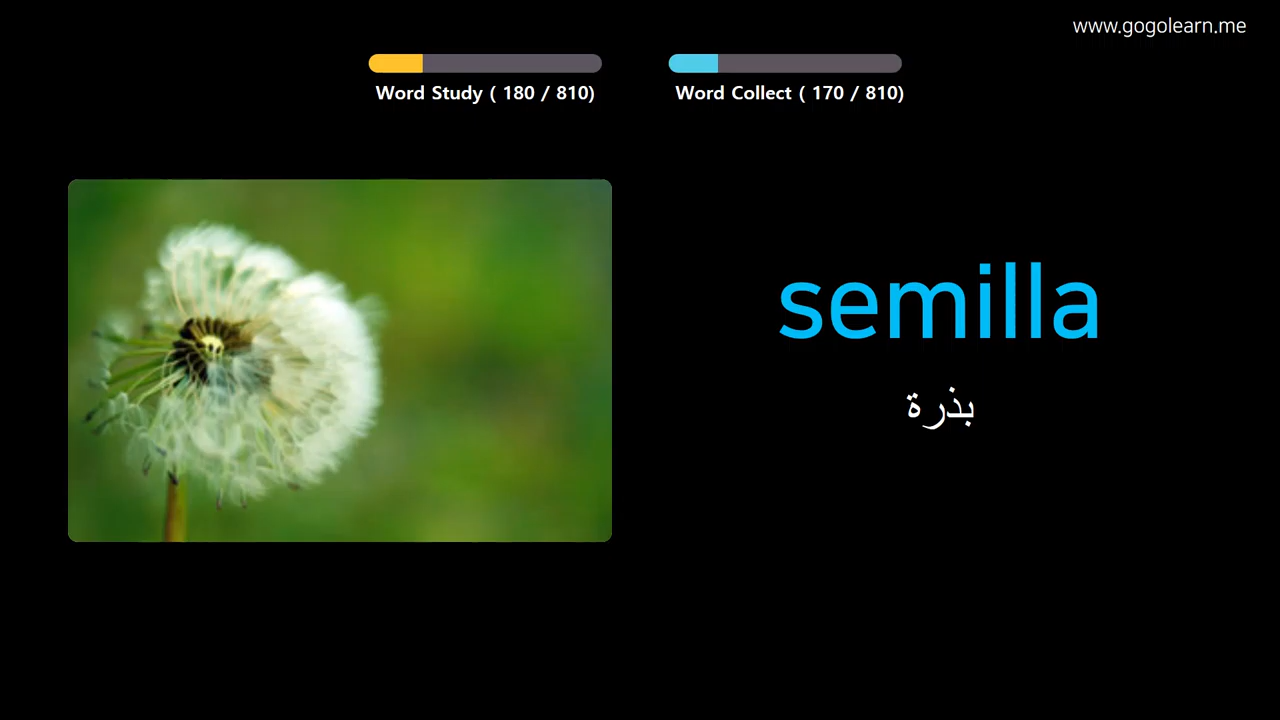 www.gogolearn.me
Word Study ( 180 / 810)
Word Collect ( 170 / 810)
semilla
بذرة